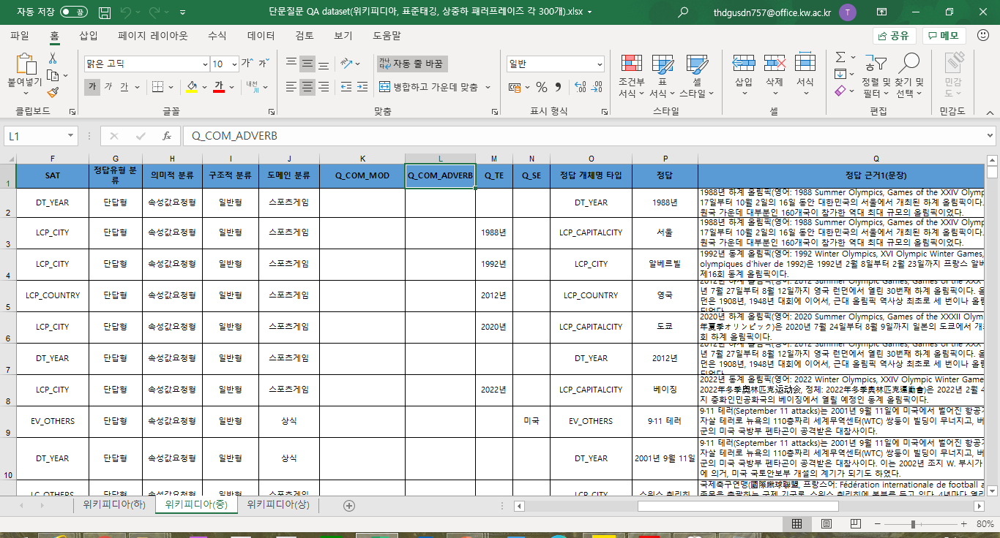 자동 저장 끔 단문질문 QA dataset(위키피디아, 표준태깅, 상중하 패러프레이즈 각 300개).xlsx thdgusdn757@office.kw.ac.kr T
파일 홈 삽입 페이지 레이아웃 수식 데이터 검토 보기 도움말 공유 메모
붙여넣기 맑은 고딕 10 가 가 자동 줄 바꿈 일반 조건부 서식 표 서식 셀 스타일 삽입 삭제 서식 정렬 및 필터 찾기 및 선택 민감도
가 가 가 가 병합하고 가운데 맞춤 %
클립보드 글꼴 맞춤 표시 형식 스타일 셀 편집 민감도
L1 fx Q_COM_ADVERB
F G H I J K L M N O P Q
1 SAT 정답유형 분류 의미적 분류 구조적 분류 도메인 분류 Q_COM_MOD Q_COM_ADVERB Q_TE Q_SE 정답 개체명 타입 정답 정답 근거1(문장)
2 DT_YEAR 단답형 속성값요청형 일반형 스포츠게임 DT_YEAR 1988년
1988년 하계 올림픽(영어: 1988 Summer Olympics, Games of the XXIV Olymp
17일부터 10월 2일의 16일 동안 대한민국의 서울에서 개최된 하계 올림픽이다.
원국 가운데 대부분인 160개국이 참가한 역대 최대 규모의 올림픽이었다.
3 LCP_CITY 단답형 속성값요청형 일반형 스포츠게임 1988년 LCP_CAPITALCITY 서울
1988년 하계 올림픽(영어: 1988 Summer Olympics, Games of the XXIV Olymp
17일부터 10월 2일의 16일 동안 대한민국의 서울에서 개최된 하계 올림픽이다.
원국 가운데 대부분인 160개국이 참가한 역대 최대 규모의 올림픽이었다.
4 LCP_CITY 단답형 속성값요청형 일반형 스포츠게임 1992년 LCP_CITY 알베르빌
1992년 동계 올림픽(영어: 1992 Winter Olympics, XVI Olympic Winter Games,
olympiques d'hiver de 1992)은 1992년 2월 8일부터 2월 23일까지 프랑스 알베
제16회 동계 올림픽이다.
5 LCP_COUNTRY 단답형 속성값요청형 일반형 스포츠게임 2012년 LCP_COUNTRY 영국
2012년 하계 올림픽(영어: 2012 Summer Olympic Games, Games of the XXX
년 7월 27일부터 8월 12일까지 영국 런던에서 열린 30번째 하계 올림픽이다. 올
던은 1908년, 1948년 대회에 이어서, 근대 올림픽 역사상 최초로 세 번이나 올림
되었다.
6 LCP_CITY 단답형 속성값요청형 일반형 스포츠게임 2020년 LCP_CAPITALCITY 도쿄
2020년 하계 올림픽(영어: 2020 Summer Olympics, Games of the XXXII Olym
年夏季オリンピック)은 2020년 7월 24일부터 8월 9일까지 일본의 도쿄에서 개
회 하계 올림픽이다.
7 DT_YEAR 단답형 속성값요청형 일반형 스포츠게임 DT_YEAR 2012년
2012년 하계 올림픽(영어: 2012 Summer Olympic Games, Games of the XXX
년 7월 27일부터 8월 12일까지 영국 런던에서 열린 30번째 하계 올림픽이다. 올
던은 1908년, 1948년 대회에 이어서, 근대 올림픽 역사상 최초로 세 번이나 올림
되었다.
8 LCP_CITY 단답형 속성값요청형 일반형 스포츠게임 2022년 LCP_CAPITALCITY 베이징
2022년 동계 올림픽(영어: 2022 Winter Olympics, XXIV Olympic Winter Game
2022年冬季奥林匹克运动会, 정체: 2022年冬季奧林匹克運動會)은 2022년 2월 4
지 중화인민공화국의 베이징에서 열릴 예정인 동계 올림픽이다.
9 EV_OTHERS 단답형 속성값요청형 일반형 상식 미국 EV_OTHERS 9·11 테러
9·11 테러(September 11 attacks)는 2001년 9월 11일에 미국에서 벌어진 항공기
자살 테러로 뉴욕의 110층짜리 세계무역센터(WTC) 쌍둥이 빌딩이 무너지고, 버
군의 미국 국방부 펜타곤이 공격받은 대참사이다.
10 DT_YEAR 단답형 속성값요청형 일반형 상식 DT_YEAR 2001년 9월 11일
9·11 테러(September 11 attacks)는 2001년 9월 11일에 미국에서 벌어진 항공기
자살 테러로 뉴욕의 110층짜리 세계무역센터(WTC) 쌍둥이 빌딩이 무너지고, 버
군의 미국 국방부 펜타곤이 공격받은 대참사이다. 이는 2002년 조지 W. 부시가
에 의거, 미국 국토안보부 개설의 계기가 되기도 하였다.
LC_OTHERS 단답형 속성값요청형 일반형 스포츠게임 LCP_CITY 스위스 취리히
국제축구연맹(國際蹴球聯盟, 프랑스어: Fédération internationale de football a
종목을 총괄하는 국제 기구로, 스위스 취리히에 본부를 두고 있다. 4년마다 열리
위키피디아(하) 위키피디아(중) 위키피디아(상)
80%